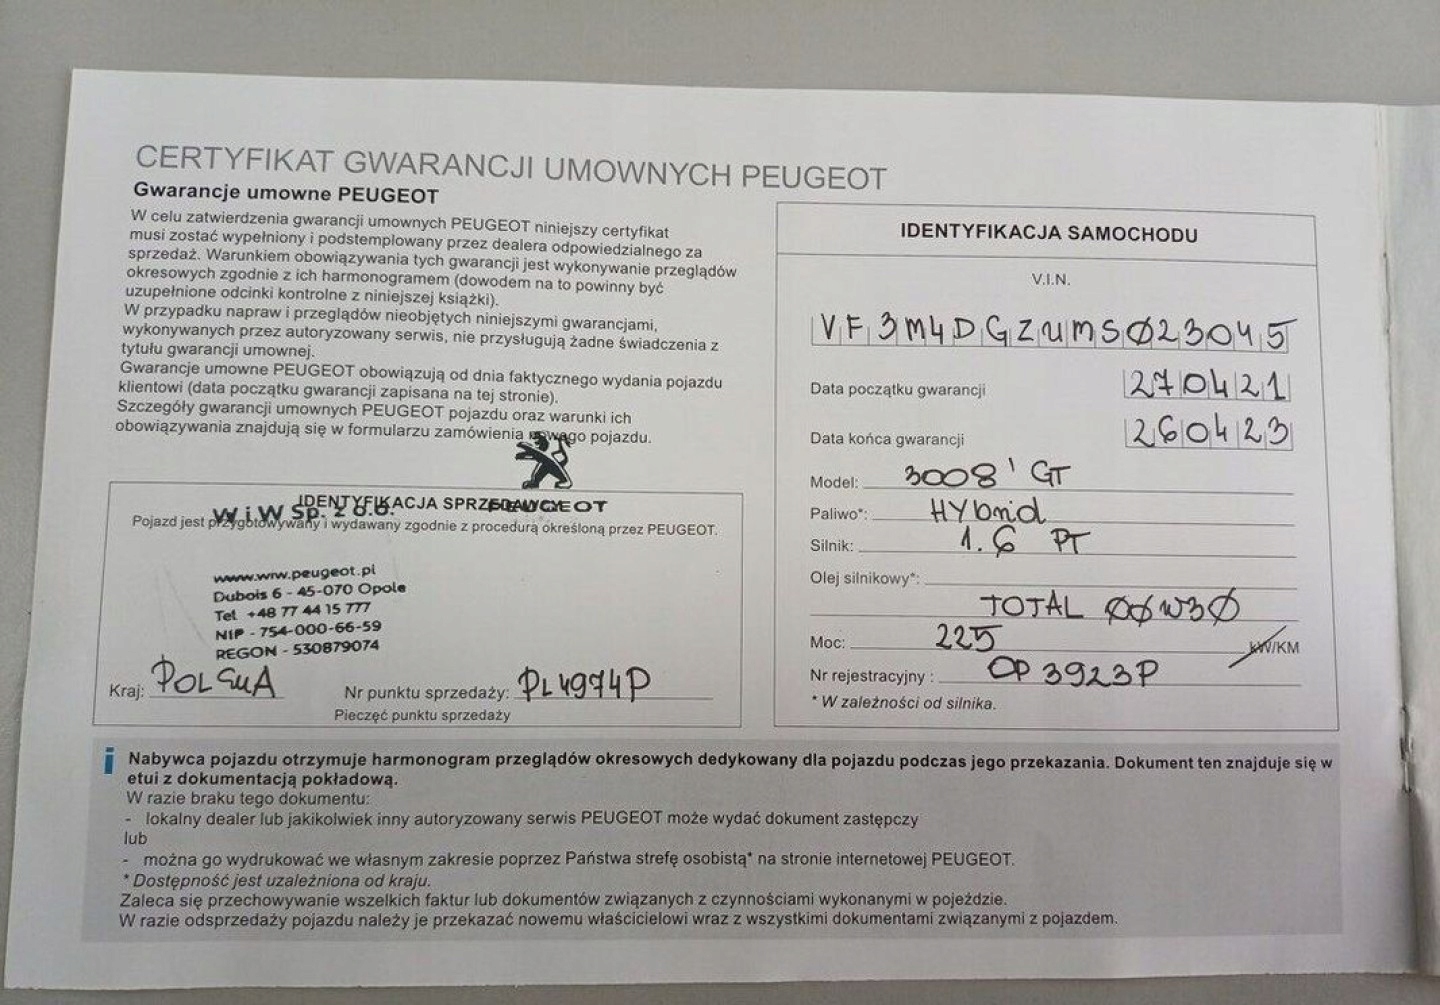 CERTYFIKAT GWARANCJI UMOWNYCH PEUGEOT
Gwarancje umowne PEUGEOT
W celu zatwierdzenia gwarancji umownych PEUGEOT niniejszy certyfikat
musi zostać wypełniony i podstemplowany przez dealera odpowiedzialnego za
sprzedaż. Warunkiem obowiązywania tych gwarancji jest wykonywanie przeglądów
okresowych zgodnie z ich harmonogramem (dowodem na to powinny być
uzupełnione odcinki kontrolne z niniejszej książki).
W przypadku napraw i przeglądów nieobjętych niniejszymi gwarancjami,
wykonywanych przez autoryzowany serwis, nie przysługują żadne świadczenia z
tytułu gwarancji umownej.
Gwarancje umowne PEUGEOT obowiązują od dnia faktycznego wydania pojazdu
klientowi (data początku gwarancji zapisana na tej stronie).
Szczegóły gwarancji umownych PEUGEOT pojazdu oraz warunki ich
obowiązywania znajdują się w formularzu zamówienia nowego pojazdu.
IDENTYFIKACJA SPRZEDAWCY
PEUGEOT
W i W Sp. z o.o.
Pojazd jest przygotowywany i wydawany zgodnie z procedurą określoną przez PEUGEOT.
www.wiw.peugeot.pl
Dubois 6 - 45-070 Opole
Tel. +48 77 44 15 777
NIP - 754-000-66-59
REGON - 530879074
Kraj: POLSKA Nr punktu sprzedaży: PL4974P
Pieczęć punktu sprzedaży
IDENTYFIKACJA SAMOCHODU
V.I.N.
VF3M4DGZUMSØ23045
Data początku gwarancji 270421
Data końca gwarancji 260423
Model: 3008' GT
Paliwo*: HYbrid
Silnik: 1.6 PT
Olej silnikowy*:
TOTAL ØØW3Ø
Moc: 225 kW/KM
Nr rejestracyjny : OP 3923P
* W zależności od silnika.
i Nabywca pojazdu otrzymuje harmonogram przeglądów okresowych dedykowany dla pojazdu podczas jego przekazania. Dokument ten znajduje się w
etui z dokumentacją pokładową.
W razie braku tego dokumentu:
- lokalny dealer lub jakikolwiek inny autoryzowany serwis PEUGEOT może wydać dokument zastępczy
lub
- można go wydrukować we własnym zakresie poprzez Państwa strefę osobistą* na stronie internetowej PEUGEOT.
* Dostępność jest uzależniona od kraju.
Zaleca się przechowywanie wszelkich faktur lub dokumentów związanych z czynnościami wykonanymi w pojeździe.
W razie odsprzedaży pojazdu należy je przekazać nowemu właścicielowi wraz z wszystkimi dokumentami związanymi z pojazdem.